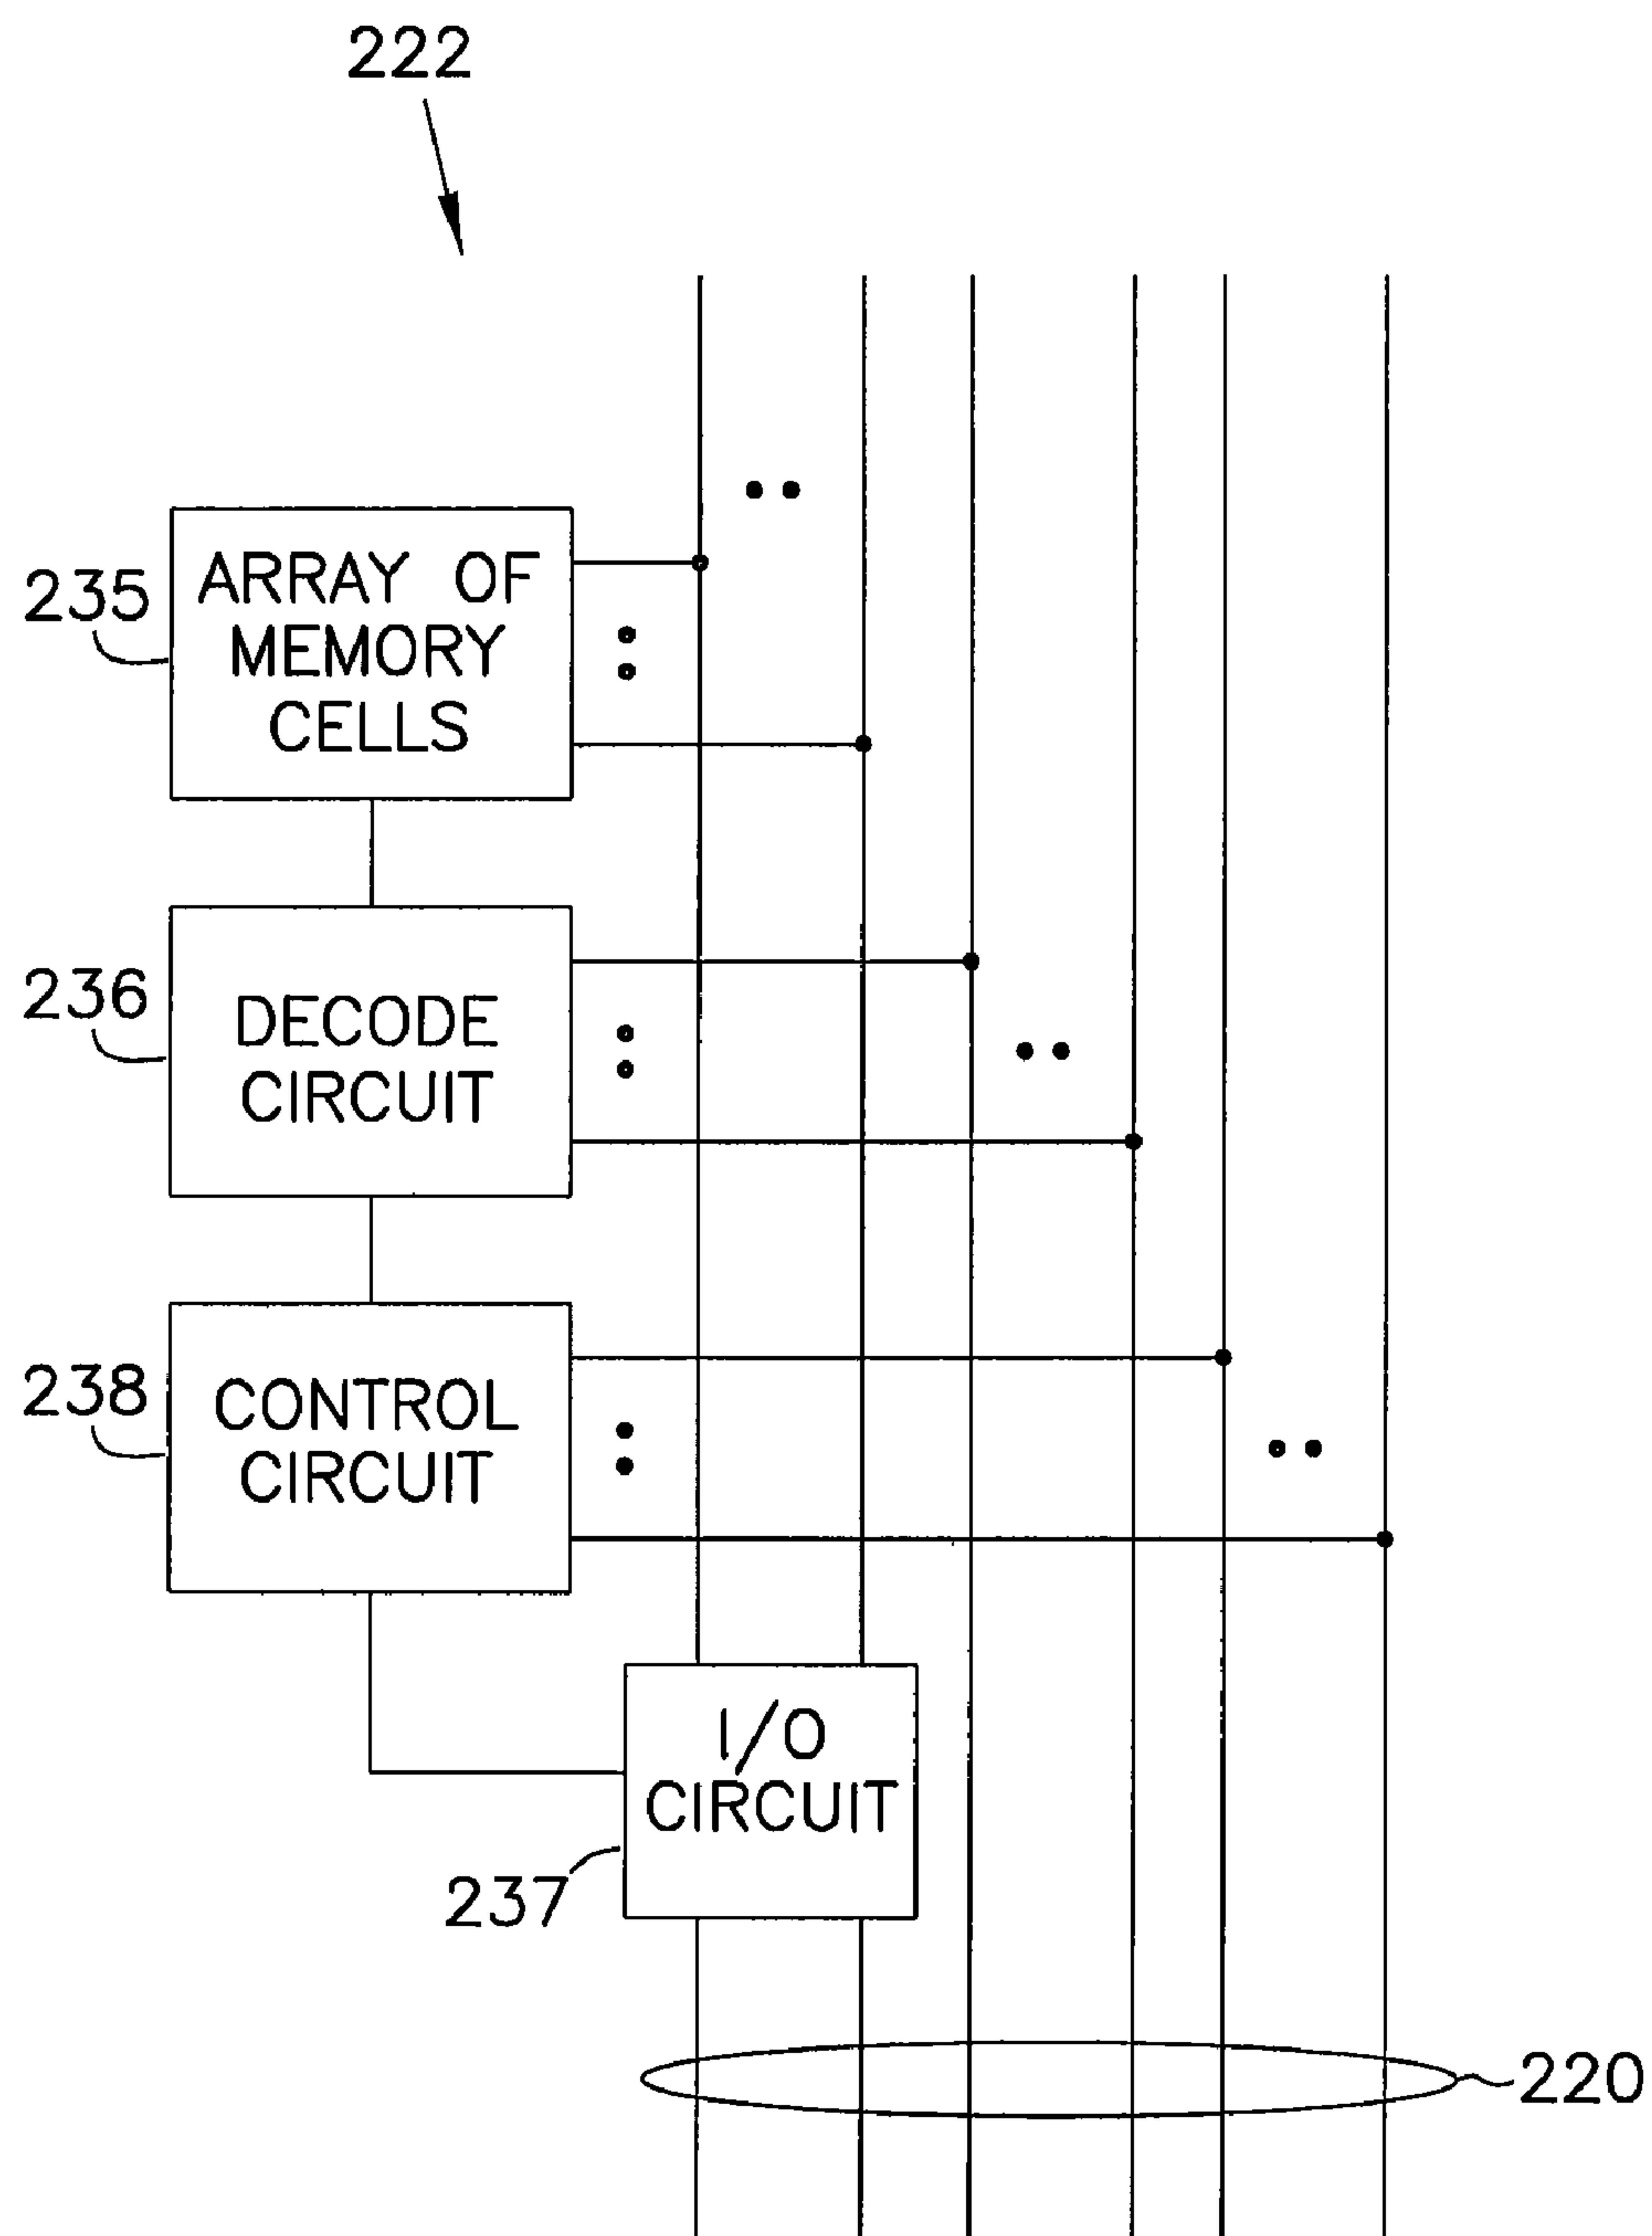 222
235
ARRAY OF
MEMORY
CELLS
236
DECODE
CIRCUIT
238
CONTROL
CIRCUIT
I/O
CIRCUIT
237
220